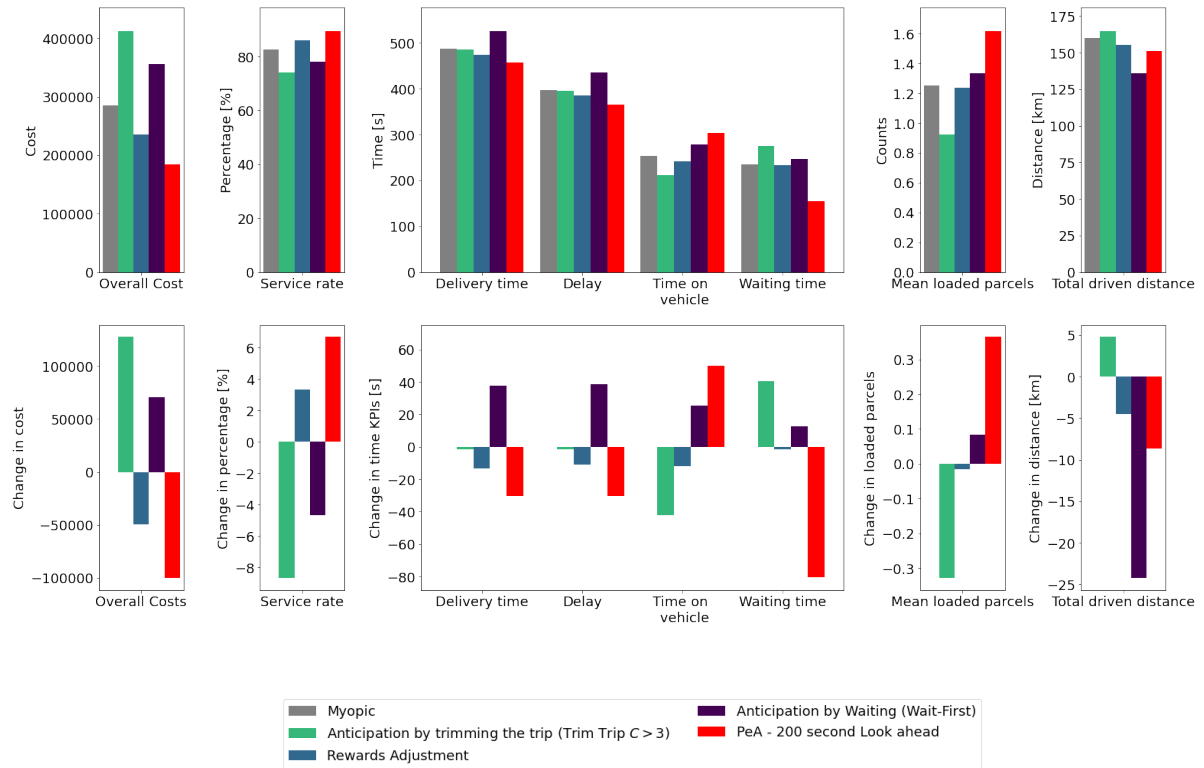 Cost
400000
300000
200000
100000
0
Overall Cost
Percentage [%]
80
60
40
20
0
Service rate
Time [s]
500
400
300
200
100
0
Delivery time
Delay
Time on
vehicle
Waiting time
Counts
1.6
1.4
1.2
1.0
0.8
0.6
0.4
0.2
0.0
Mean loaded parcels
Distance [km]
175
150
125
100
75
50
25
0
Total driven distance
Change in cost
100000
50000
0
−50000
−100000
Overall Costs
Change in percentage [%]
6
4
2
0
−2
−4
−6
−8
Service rate
Change in time KPIs [s]
60
40
20
0
−20
−40
−60
−80
Delivery time
Delay
Time on
vehicle
Waiting time
Change in loaded parcels
0.3
0.2
0.1
0.0
−0.1
−0.2
−0.3
Mean loaded parcels
Change in distance [km]
5
0
−5
−10
−15
−20
−25
Total driven distance
Myopic
Anticipation by trimming the trip (Trim Trip C > 3)
Rewards Adjustment
Anticipation by Waiting (Wait-First)
PeA - 200 second Look ahead